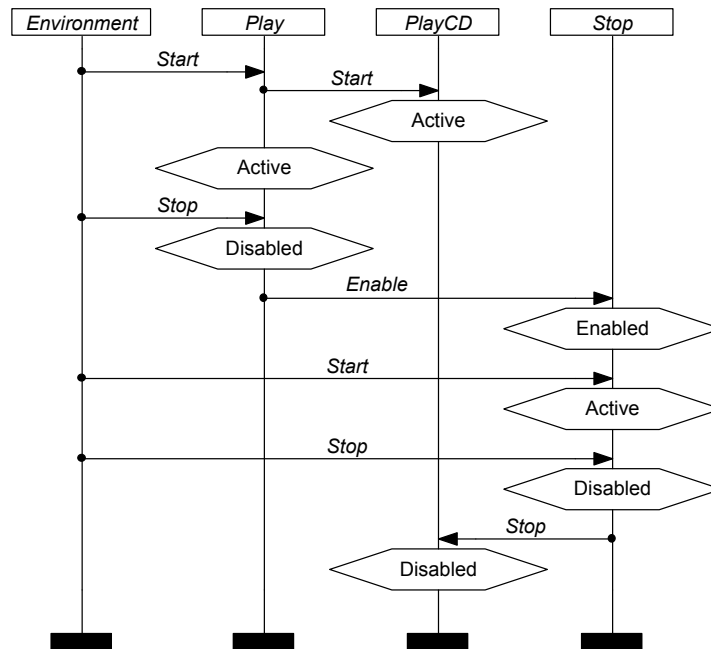 Environment
Play
PlayCD
Stop
Start
Start
Active
Active
Stop
Disabled
Enable
Enabled
Start
Active
Stop
Disabled
Stop
Disabled